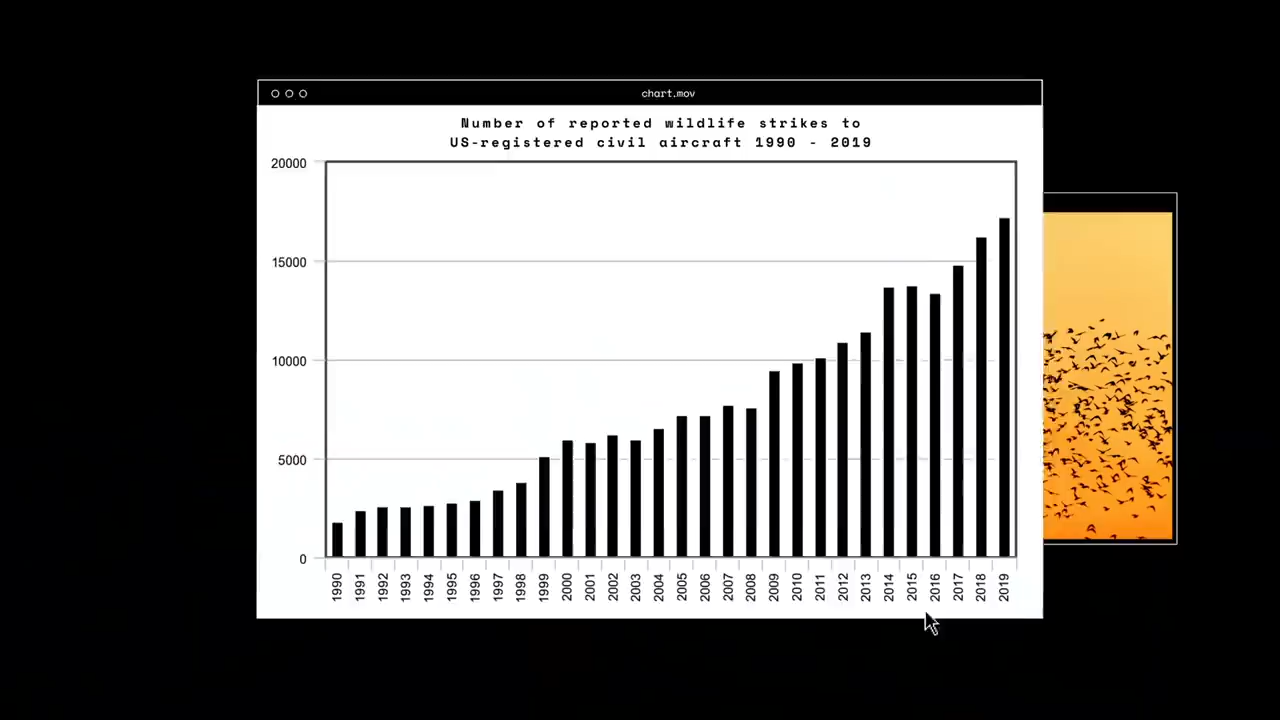 chart.mov
Number of reported wildlife strikes to
US-registered civil aircraft 1990 - 2019
20000
15000
10000
5000
0
1990 1991 1992 1993 1994 1995 1996 1997 1998 1999 2000 2001 2002 2003 2004 2005 2006 2007 2008 2009 2010 2011 2012 2013 2014 2015 2016 2017 2018 2019